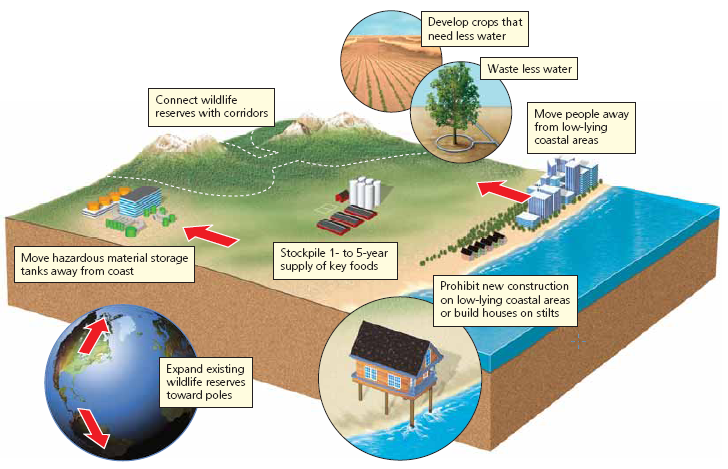 Develop crops that
need less water
Waste less water
Connect wildlife
reserves with corridors
Move people away
from low-lying
coastal areas
Move hazardous material storage
tanks away from coast
Stockpile 1- to 5-year
supply of key foods
Prohibit new construction
on low-lying coastal areas
or build houses on stilts
Expand existing
wildlife reserves
toward poles